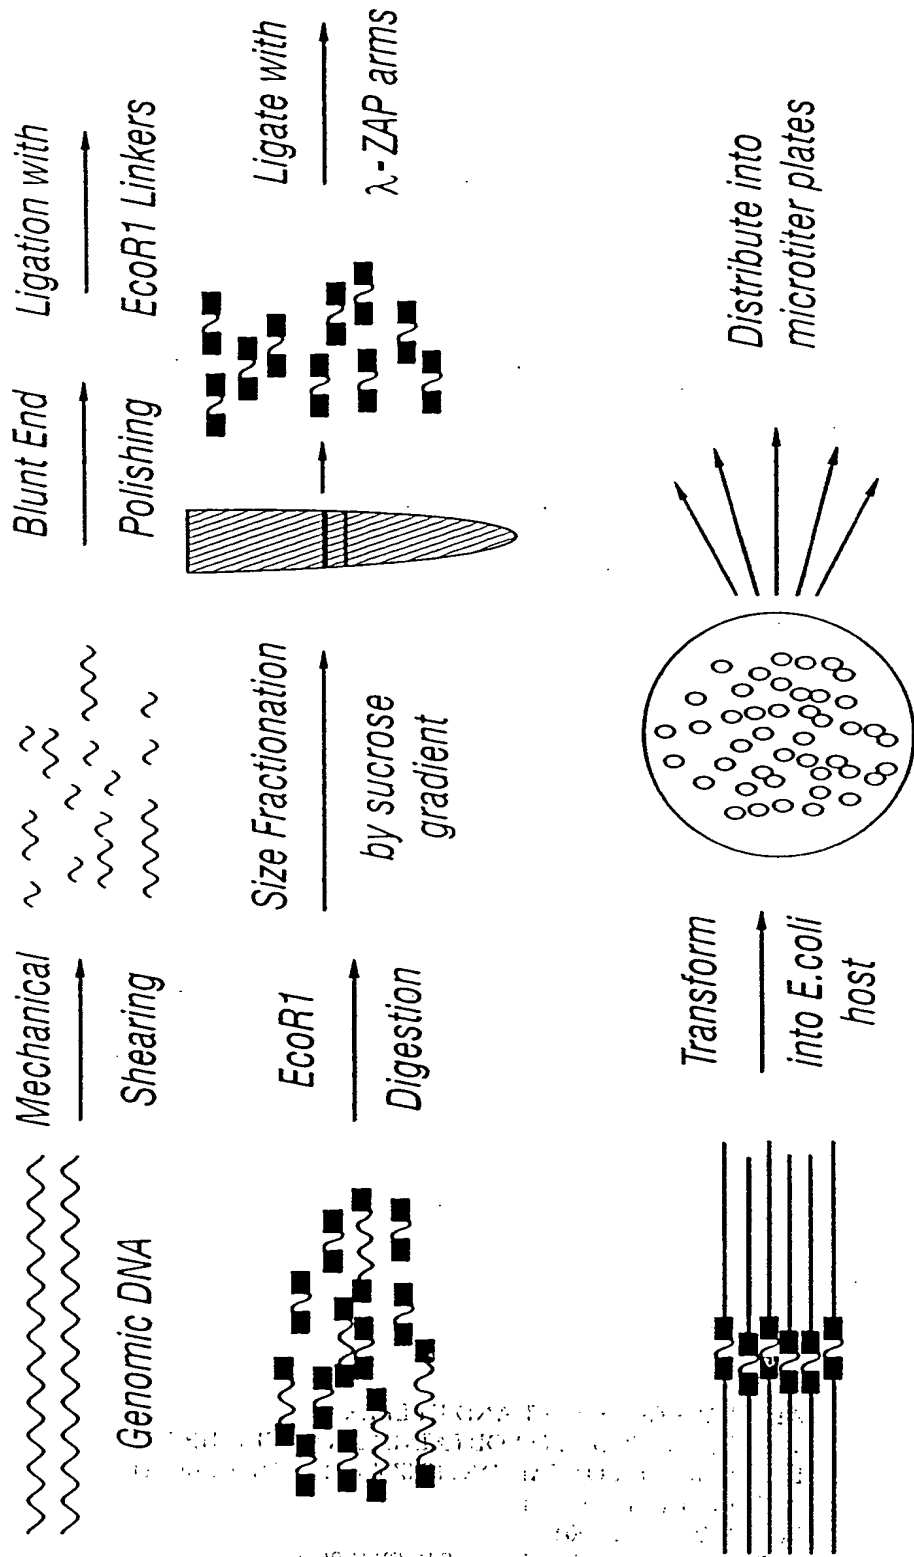 Genomic DNA
Mechanical
Shearing
Blunt End
Polishing
Ligation with
EcoR1 Linkers
EcoR1
Digestion
Size Fractionation
by sucrose
gradient
Ligate with
λ-ZAP arms
Transform
into E.coli
host
Distribute into
microtiter plates